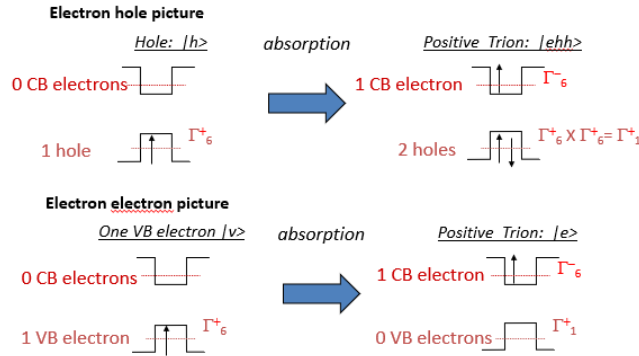 Electron hole picture
Hole: |h> absorption Positive Trion: |ehh>
0 CB electrons 1 CB electron Γ⁻₆
1 hole Γ⁺₆ 2 holes Γ⁺₆ X Γ⁺₆= Γ⁺₁
Electron electron picture
One VB electron |v> absorption Positive Trion: |e>
0 CB electrons 1 CB electron Γ⁻₆
1 VB electron Γ⁺₆ 0 VB electrons Γ⁺₁